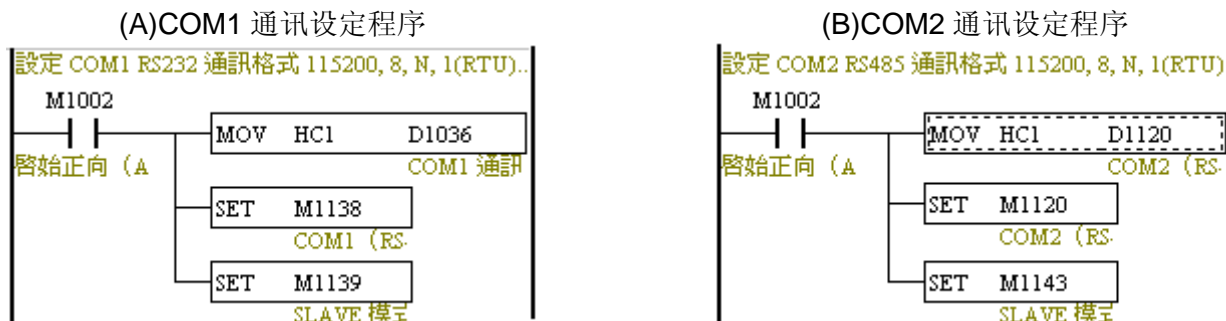 (A)COM1 通讯设定程序
設定 COM1 RS232 通訊格式 115200, 8, N, 1(RTU)..
M1002
MOV HC1 D1036
啓始正向（A
COM1 通訊
SET M1138
COM1（RS-
SET M1139
SLAVE 模式
(B)COM2 通讯设定程序
設定 COM2 RS485 通訊格式 115200, 8, N, 1(RTU)
M1002
MOV HC1 D1120
啓始正向（A
COM2（RS-
SET M1120
COM2（RS-
SET M1143
SLAVE 模式